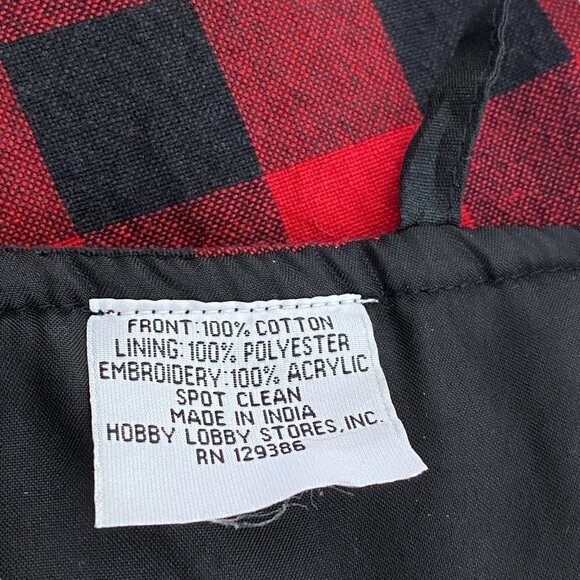 FRONT:100% COTTON
LINING:100% POLYESTER
EMBROIDERY:100% ACRYLIC
SPOT CLEAN
MADE IN INDIA
HOBBY LOBBY STORES, INC.
RN 129386